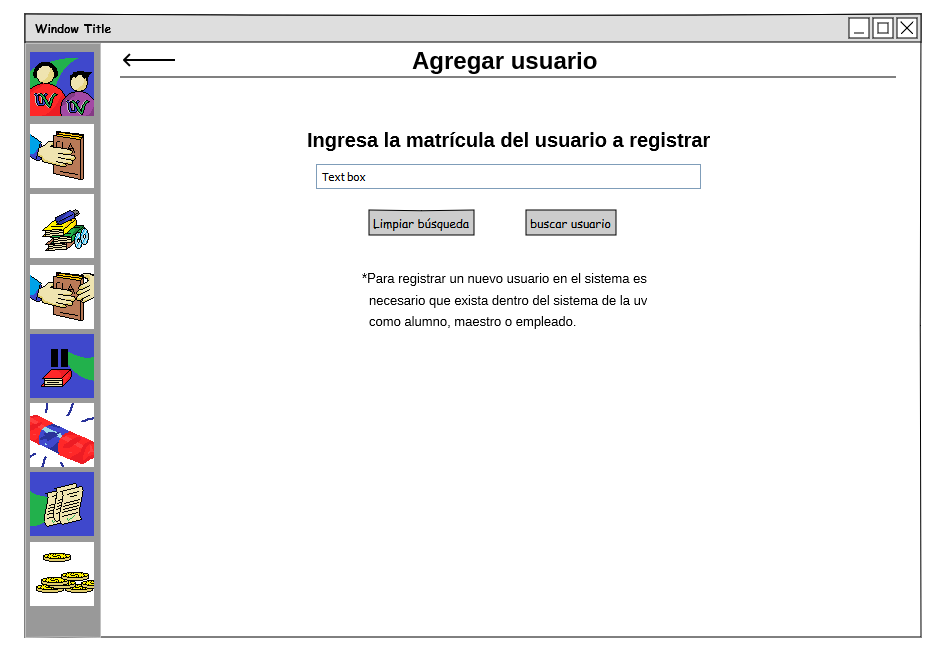 Window Title
Agregar usuario
Ingresa la matrícula del usuario a registrar
Text box
Limpiar búsqueda
buscar usuario
*Para registrar un nuevo usuario en el sistema es
necesario que exista dentro del sistema de la uv
como alumno, maestro o empleado.